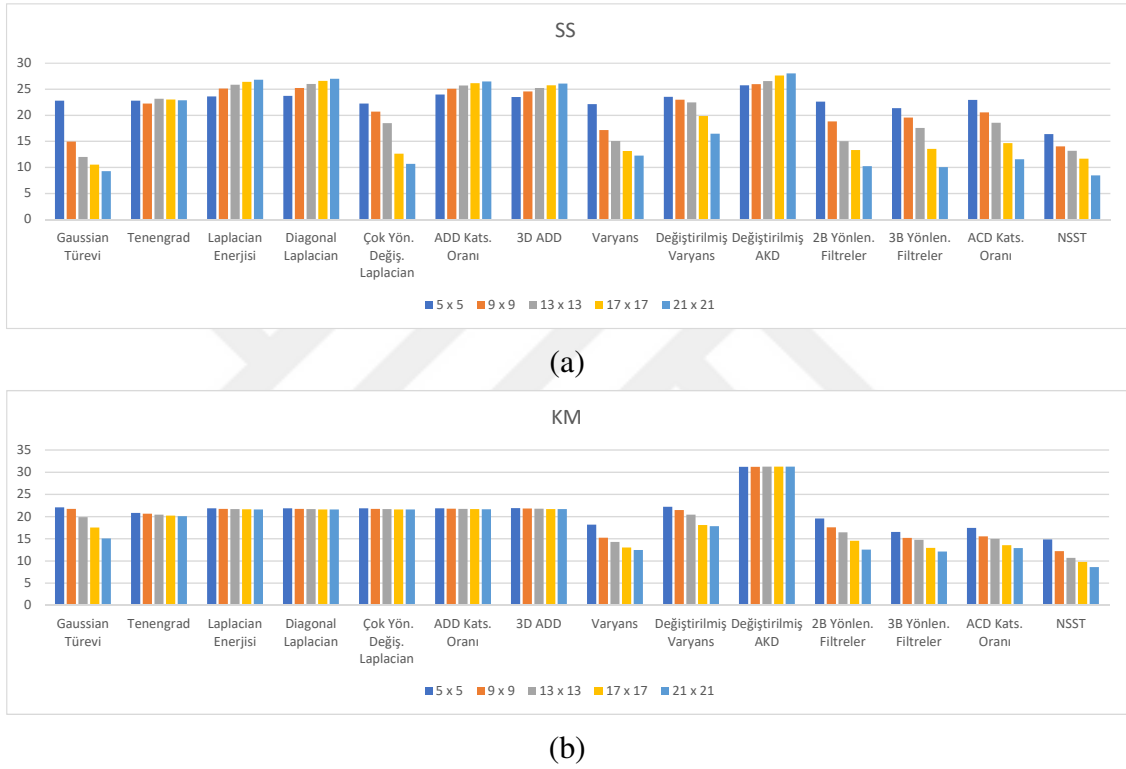 SS
30
25
20
15
10
5
0
Gaussian Tenengrad Laplacian Diagonal Çok Yön. ADD Kats. 3D ADD Varyans Değiştirilmiş Değiştirilmiş 2B Yönlen. 3B Yönlen. ACD Kats. NSST
Türevi Enerjisi Laplacian Değiş. Oranı Varyans AKD Filtreler Filtreler Oranı
Laplacian
5 x 5 9 x 9 13 x 13 17 x 17 21 x 21
(a)
KM
35
30
25
20
15
10
5
0
Gaussian Tenengrad Laplacian Diagonal Çok Yön. ADD Kats. 3D ADD Varyans Değiştirilmiş Değiştirilmiş 2B Yönlen. 3B Yönlen. ACD Kats. NSST
Türevi Enerjisi Laplacian Değiş. Oranı Varyans AKD Filtreler Filtreler Oranı
Laplacian
5 x 5 9 x 9 13 x 13 17 x 17 21 x 21
(b)